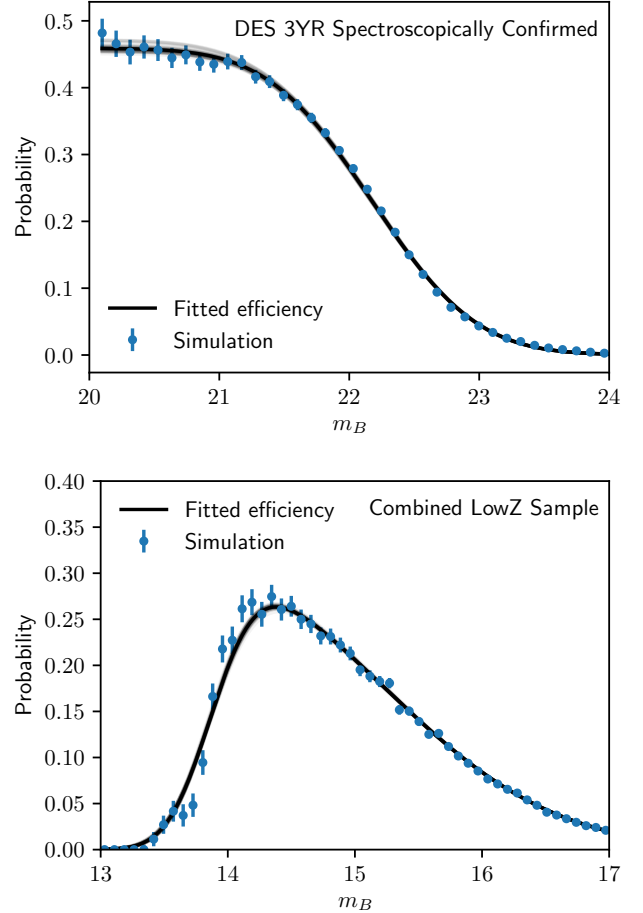 DES 3YR Spectroscopically Confirmed
0.5
0.4
0.3
0.2
0.1
0.0
Probability
Fitted efficiency
Simulation
20 21 22 23 24
m_B
0.40
0.35
0.30
0.25
0.20
0.15
0.10
0.05
0.00
Probability
Fitted efficiency
Combined LowZ Sample
Simulation
13 14 15 16 17
m_B